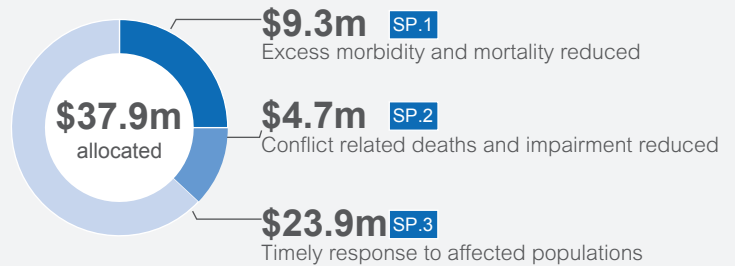 $37.9m
allocated
$9.3m SP.1
Excess morbidity and mortality reduced
$4.7m SP.2
Conflict related deaths and impairment reduced
$23.9m SP.3
Timely response to affected populations